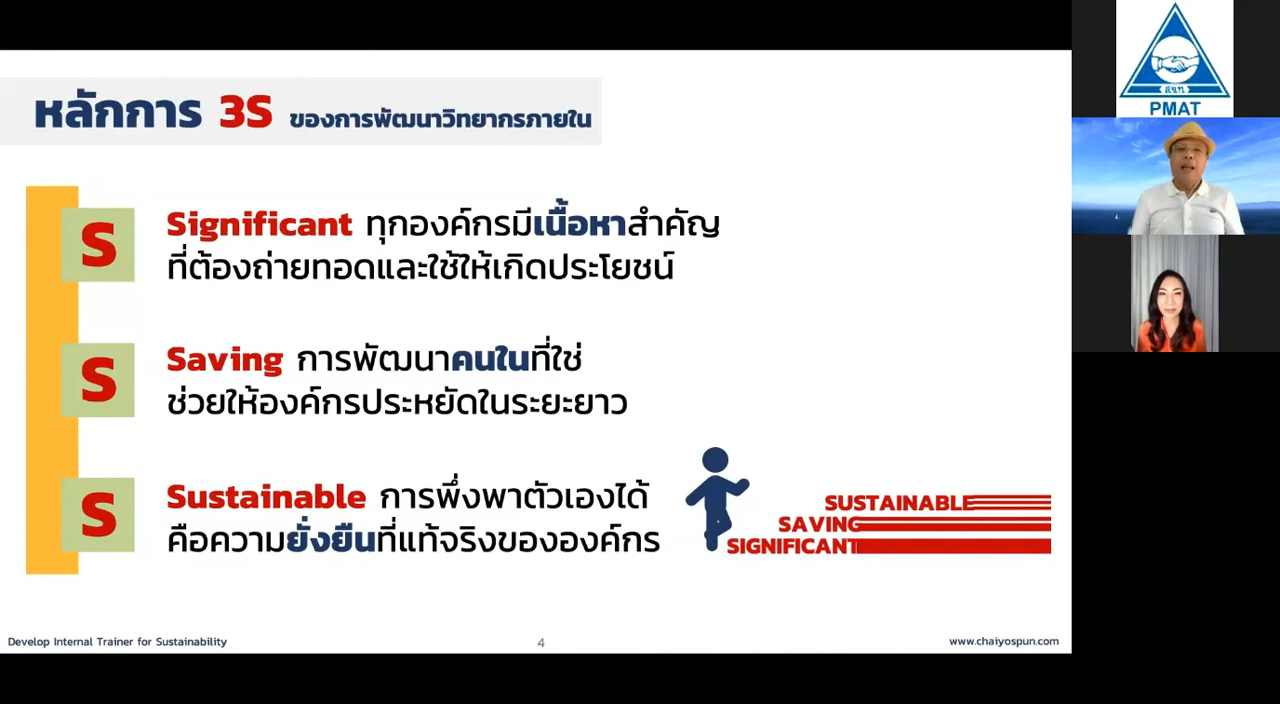 หลักการ 3S ของการพัฒนาวิทยากรภายใน
S
Significant ทุกองค์กรมีเนื้อหาสำคัญ
ที่ต้องถ่ายทอดและใช้ให้เกิดประโยชน์
S
Saving การพัฒนาคนในที่ใช่
ช่วยให้องค์กรประหยัดในระยะยาว
S
Sustainable การพึ่งพาตัวเองได้
คือความยั่งยืนที่แท้จริงขององค์กร
SUSTAINABLE
SAVING
SIGNIFICANT
Develop Internal Trainer for Sustainability
4
www.chaiyospun.com
PMAT